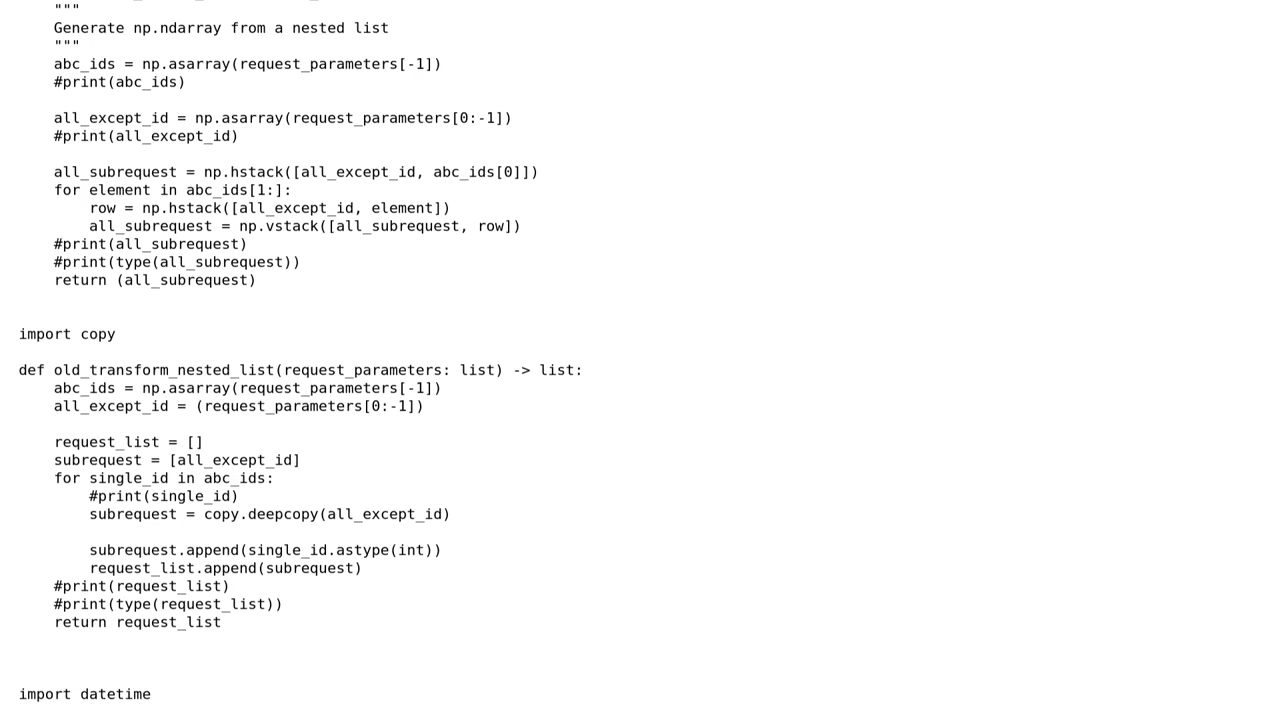 """
Generate np.ndarray from a nested list
"""
abc_ids = np.asarray(request_parameters[-1])
#print(abc_ids)
all_except_id = np.asarray(request_parameters[0:-1])
#print(all_except_id)
all_subrequest = np.hstack([all_except_id, abc_ids[0]])
for element in abc_ids[1:]:
row = np.hstack([all_except_id, element])
all_subrequest = np.vstack([all_subrequest, row])
#print(all_subrequest)
#print(type(all_subrequest))
return (all_subrequest)
import copy
def old_transform_nested_list(request_parameters: list) -> list:
abc_ids = np.asarray(request_parameters[-1])
all_except_id = (request_parameters[0:-1])
request_list = []
subrequest = [all_except_id]
for single_id in abc_ids:
#print(single_id)
subrequest = copy.deepcopy(all_except_id)
subrequest.append(single_id.astype(int))
request_list.append(subrequest)
#print(request_list)
#print(type(request_list))
return request_list
import datetime